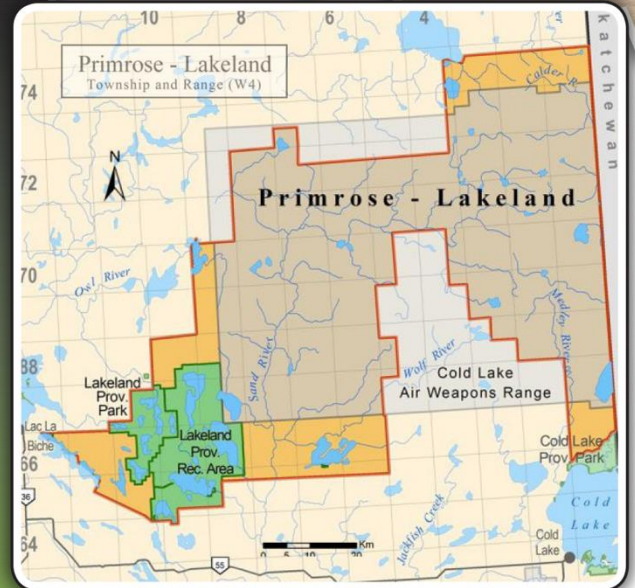 10 8 6 4
Primrose - Lakeland
Township and Range (W4)
katchewan
74
Calder R.
N
72
Primrose - Lakeland
70
Owl River
Medley River
Sand River
Wolf River
88
Cold Lake
Air Weapons Range
Lakeland
Prov.
Park
Lac La
Biche
Lakeland
Prov.
Rec. Area
Cold Lake
Prov. Park
66
36
Cold
Lake
Jackfish Creek
64
Cold
Lake
55
0 5 10 20 Km